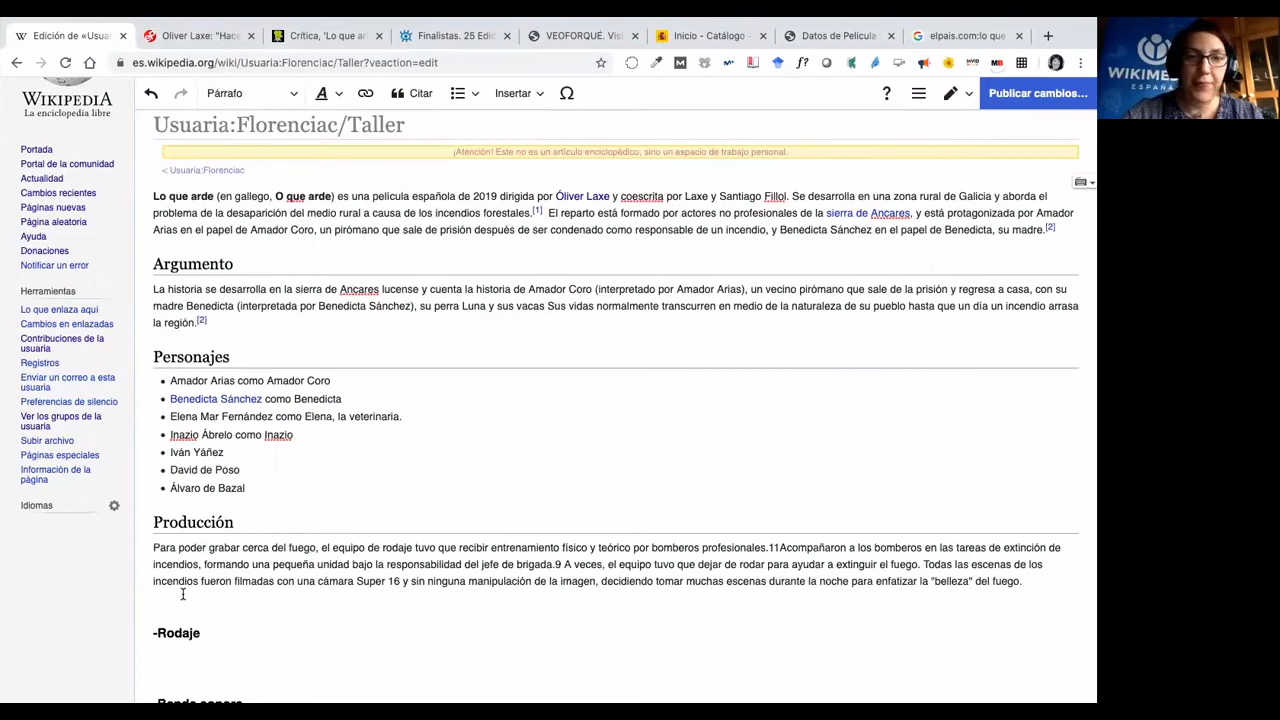 Edición de «Usua
Oliver Laxe: "Hace
Crítica, 'Lo que ar
Finalistas. 25 Edic
VEOFORQUÉ. Vis
Inicio - Catálogo
Datos de Pelicula
elpais.com:lo que
es.wikipedia.org/wiki/Usuaria:Florenciac/Taller?veaction=edit
WIKIPEDIA
La enciclopedia libre
Párrafo
A
Citar
Insertar
Ω
?
Publicar cambios...
WIKIME
ESPAÑA
Portada
Portal de la comunidad
Actualidad
Cambios recientes
Páginas nuevas
Página aleatoria
Ayuda
Donaciones
Notificar un error
Herramientas
Lo que enlaza aquí
Cambios en enlazadas
Contribuciones de la
usuaria
Registros
Enviar un correo a esta
usuaria
Preferencias de silencio
Ver los grupos de la
usuaria
Subir archivo
Páginas especiales
Información de la
página
Idiomas
Usuaria:Florenciac/Taller
¡Atención! Este no es un artículo enciclopédico, sino un espacio de trabajo personal.
< Usuaria:Florenciac
Lo que arde (en gallego, O que arde) es una película española de 2019 dirigida por Óliver Laxe y coescrita por Laxe y Santiago Fillol. Se desarrolla en una zona rural de Galicia y aborda el
problema de la desaparición del medio rural a causa de los incendios forestales.[1] El reparto está formado por actores no profesionales de la sierra de Ancares, y está protagonizada por Amador
Arias en el papel de Amador Coro, un pirómano que sale de prisión después de ser condenado como responsable de un incendio, y Benedicta Sánchez en el papel de Benedicta, su madre.[2]
Argumento
La historia se desarrolla en la sierra de Ancares lucense y cuenta la historia de Amador Coro (interpretado por Amador Arias), un vecino pirómano que sale de la prisión y regresa a casa, con su
madre Benedicta (interpretada por Benedicta Sánchez), su perra Luna y sus vacas Sus vidas normalmente transcurren en medio de la naturaleza de su pueblo hasta que un día un incendio arrasa
la región.[2]
Personajes
Amador Arias como Amador Coro
Benedicta Sánchez como Benedicta
Elena Mar Fernández como Elena, la veterinaria.
Inazio Ábrelo como Inazio
Iván Yáñez
David de Poso
Álvaro de Bazal
Producción
Para poder grabar cerca del fuego, el equipo de rodaje tuvo que recibir entrenamiento físico y teórico por bomberos profesionales.11Acompañaron a los bomberos en las tareas de extinción de
incendios, formando una pequeña unidad bajo la responsabilidad del jefe de brigada.9 A veces, el equipo tuvo que dejar de rodar para ayudar a extinguir el fuego. Todas las escenas de los
incendios fueron filmadas con una cámara Super 16 y sin ninguna manipulación de la imagen, decidiendo tomar muchas escenas durante la noche para enfatizar la "belleza" del fuego.
-Rodaje